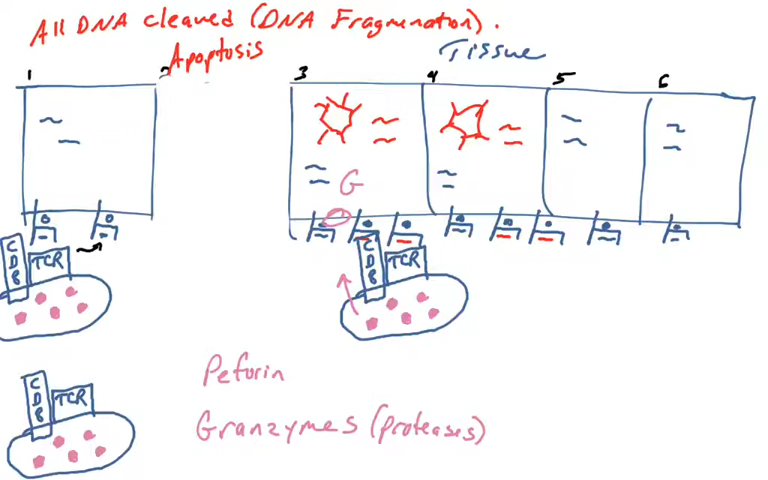 All DNA cleaved (DNA Fragmenation).
Apoptosis
Tissue
1 2 3 4 5 6
G
CD8 TCR
CD8 TCR
CD8 TCR
Peforin
Granzymes (proteases)